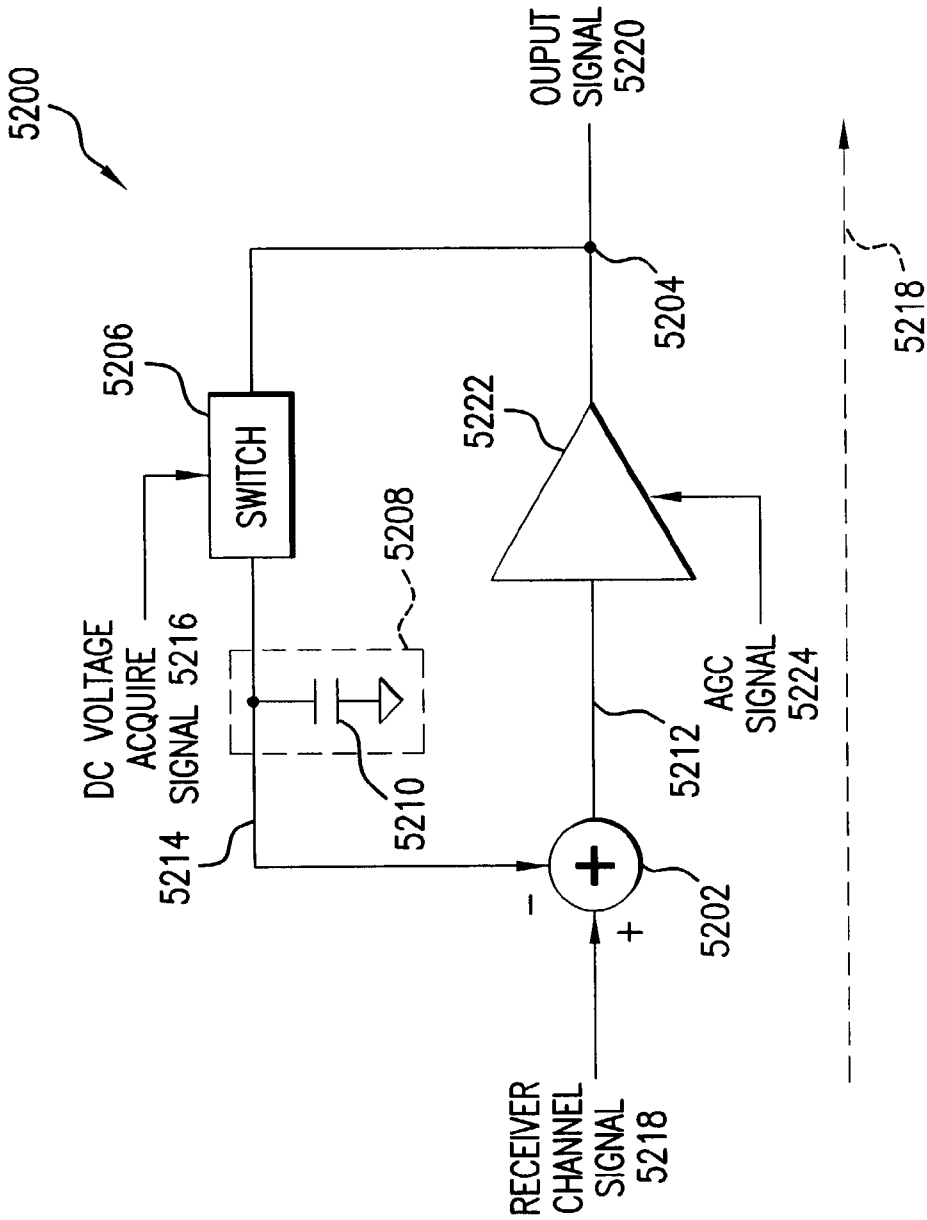 5200
DC VOLTAGE
ACQUIRE
SIGNAL 5216
5206
SWITCH
5214
5208
5210
5222
OUPUT
SIGNAL
5220
5204
-
+
+
5202
5212
RECEIVER
CHANNEL
SIGNAL
5218
AGC
SIGNAL
5224
5218